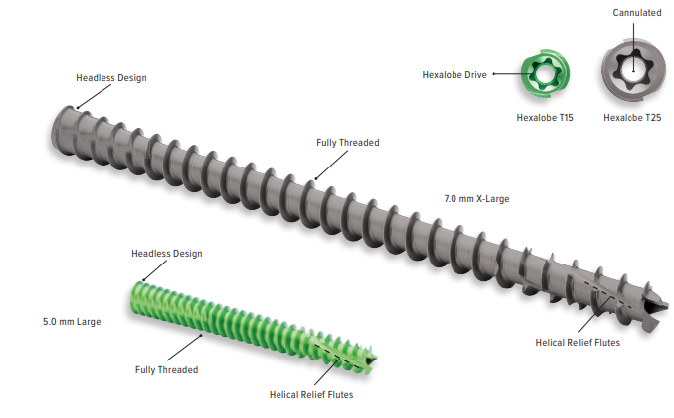 Cannulated
Headless Design
Hexalobe Drive
Hexalobe T15
Hexalobe T25
Fully Threaded
7.0 mm X-Large
Headless Design
5.0 mm Large
Helical Relief Flutes
Fully Threaded
Helical Relief Flutes